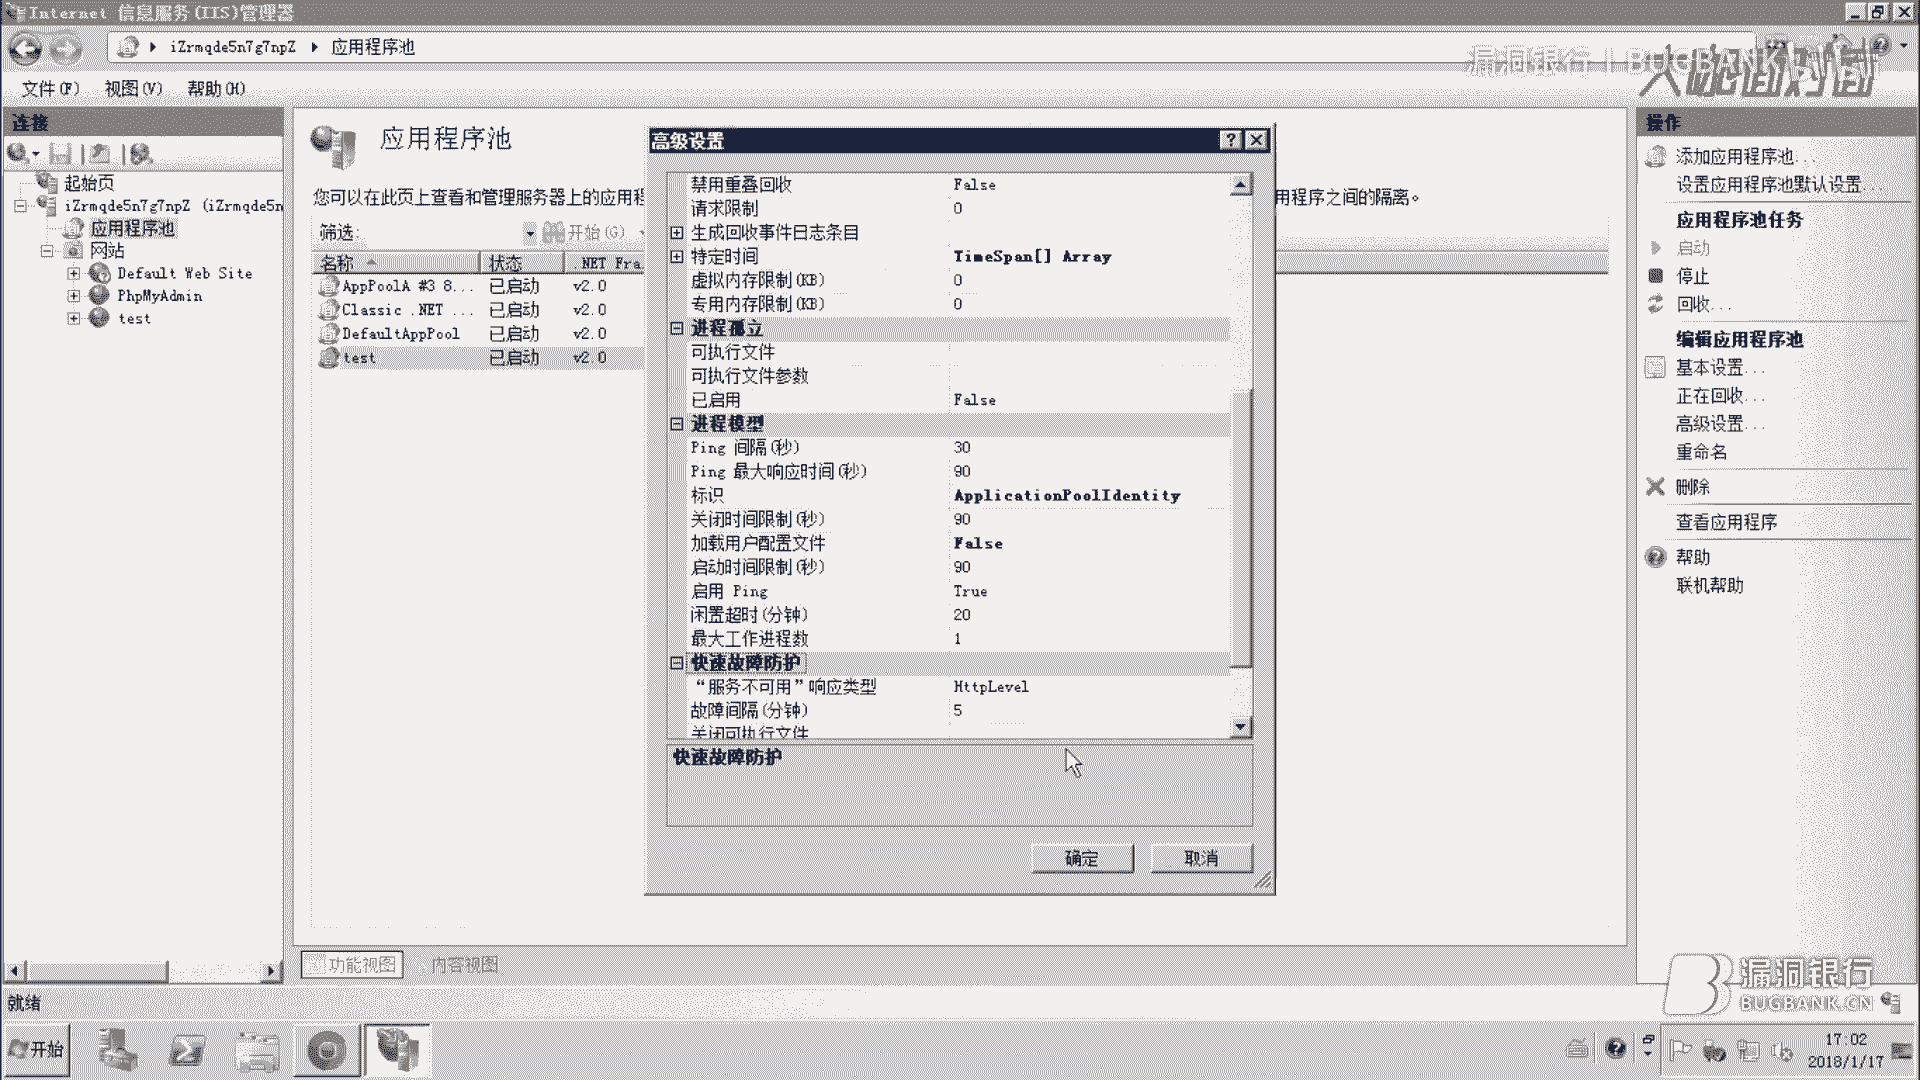 Internet 信息服务(IIS)管理器
iZrmqde5n7g7npZ
应用程序池
漏洞银行 | BUGBANK
大咖面对面
文件(F)
视图(V)
帮助(H)
连接
起始页
iZrmqde5n7g7npZ (iZrmqde5n
应用程序池
网站
Default Web Site
PhpMyAdmin
test
应用程序池
您可以在此页上查看和管理服务器上的应用程
用程序之间的隔离。
筛选:
开始(G)
名称
状态
.NET Fra
AppPoolA #3 8...
已启动
v2.0
Classic .NET ...
已启动
v2.0
DefaultAppPool
已启动
v2.0
test
已启动
v2.0
高级设置
禁用重叠回收
False
请求限制
0
生成回收事件日志条目
特定时间
TimeSpan[] Array
虚拟内存限制(KB)
0
专用内存限制(KB)
0
进程孤立
可执行文件
可执行文件参数
已启用
False
进程模型
Ping 间隔(秒)
30
Ping 最大响应时间(秒)
90
标识
ApplicationPoolIdentity
关闭时间限制(秒)
90
加载用户配置文件
False
启动时间限制(秒)
90
启用 Ping
True
闲置超时(分钟)
20
最大工作进程数
1
快速故障防护
“服务不可用”响应类型
HttpLevel
故障间隔(分钟)
5
关闭可执行文件
快速故障防护
确定
取消
操作
添加应用程序池...
设置应用程序池默认设置...
应用程序池任务
启动
停止
回收...
编辑应用程序池
基本设置...
正在回收...
高级设置...
重命名
删除
查看应用程序
帮助
联机帮助
功能视图
内容视图
就绪
漏洞银行
BUGBANK.CN
开始
17:02
2018/1/17